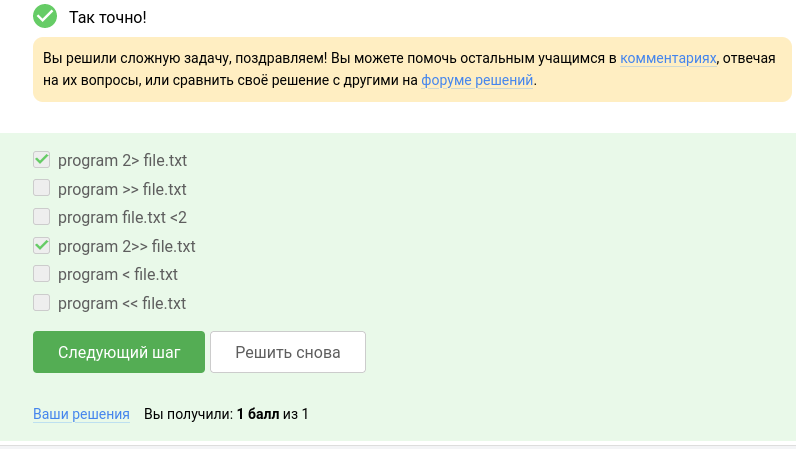 Так точно!
Вы решили сложную задачу, поздравляем! Вы можете помочь остальным учащимся в комментариях, отвечая
на их вопросы, или сравнить своё решение с другими на форуме решений.
program 2> file.txt
program >> file.txt
program file.txt <2
program 2>> file.txt
program < file.txt
program << file.txt
Следующий шаг Решить снова
Ваши решения Вы получили: 1 балл из 1